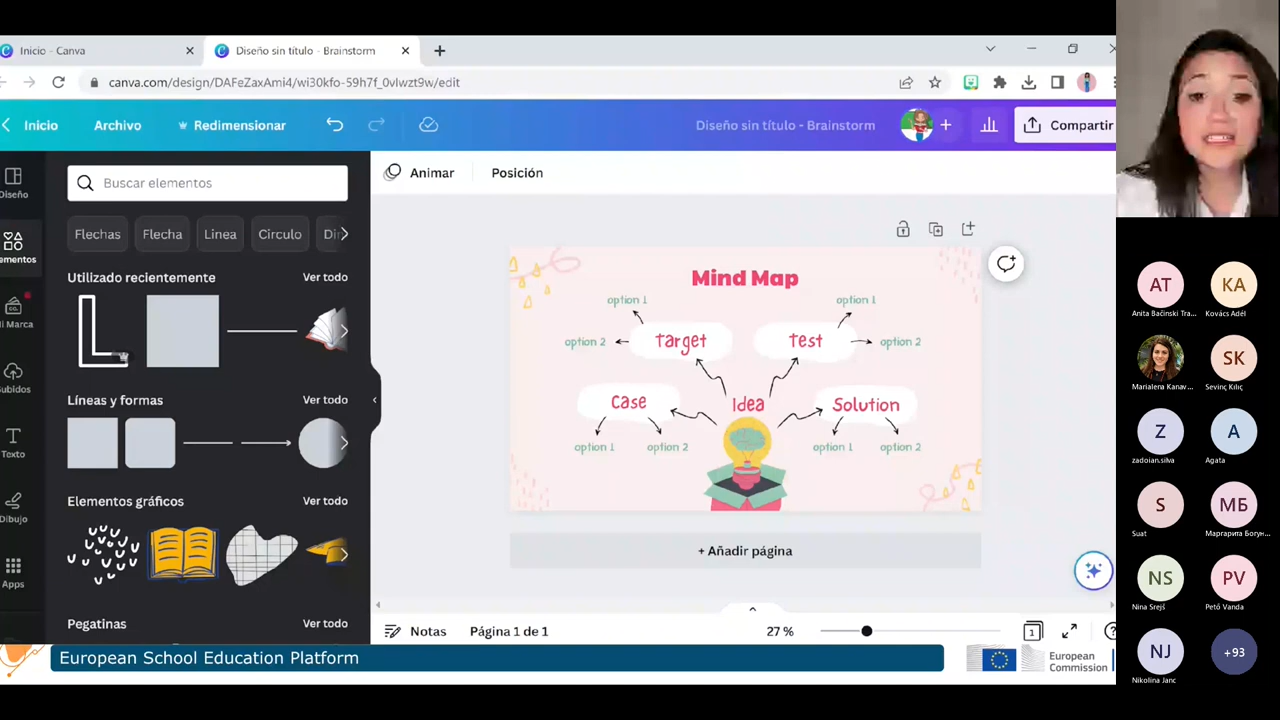 Inicio - Canva
Diseño sin título - Brainstorm
canva.com/design/DAFeZaxAmi4/wi30kfo-59h7f_0vlwzt9w/edit
Inicio
Archivo
Redimensionar
Diseño sin título - Brainstorm
Compartir
Diseño
ementos
i Marca
ubidos
Texto
Dibujo
Apps
Buscar elementos
Flechas
Flecha
Linea
Circulo
Utilizado recientemente
Ver todo
Líneas y formas
Ver todo
Elementos gráficos
Ver todo
Pegatinas
Ver todo
Animar
Posición
Mind Map
option 1
option 1
option 2
Target
Test
option 2
Case
Idea
Solution
option 1
option 2
option 1
option 2
+ Añadir página
Notas
Página 1 de 1
27 %
1
European School Education Platform
European
Commission
AT
Anita Bačinski Tra...
KA
Kovács Adél
Marialena Kanav...
SK
Sevinç Kılıç
Z
zadoian.silva
A
Agata
S
Suat
МБ
Маргарита Богун...
NS
Nina Srejš
PV
Pető Vanda
NJ
Nikolina Janc
+93